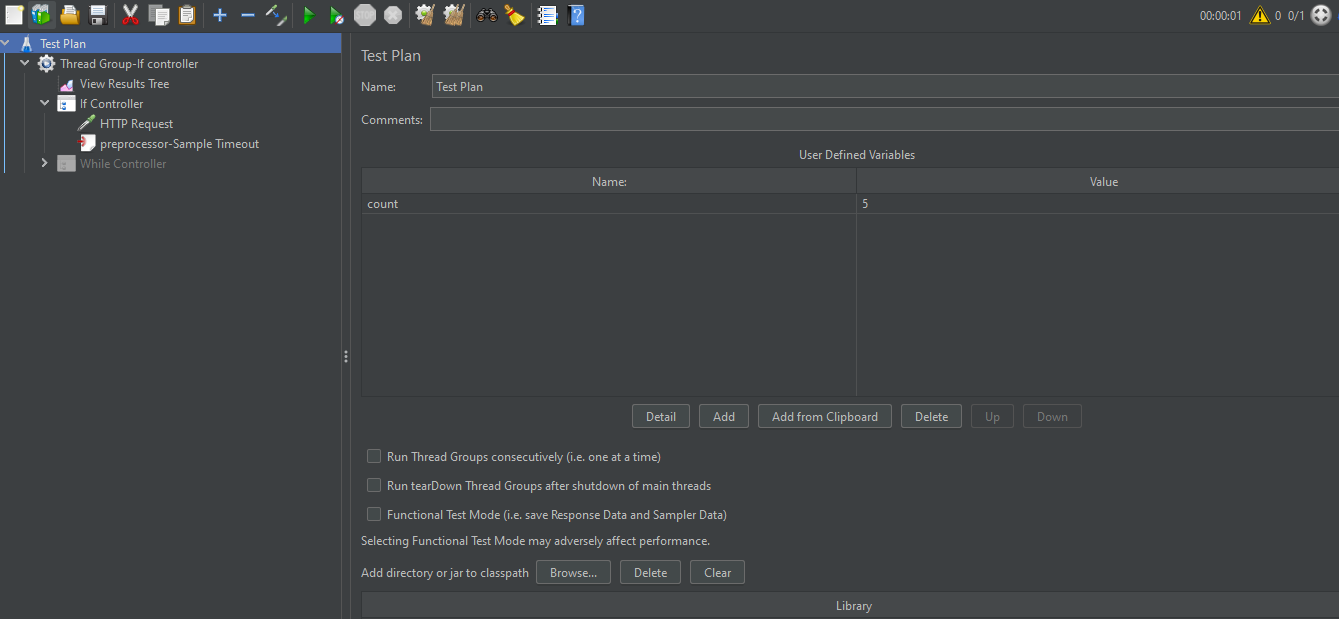 STOP
00:00:01
0
0/1
Test Plan
Thread Group-If controller
View Results Tree
If Controller
HTTP Request
preprocessor-Sample Timeout
While Controller
Test Plan
Name:
Test Plan
Comments:
User Defined Variables
Name:
Value
count
5
Detail
Add
Add from Clipboard
Delete
Up
Down
Run Thread Groups consecutively (i.e. one at a time)
Run tearDown Thread Groups after shutdown of main threads
Functional Test Mode (i.e. save Response Data and Sampler Data)
Selecting Functional Test Mode may adversely affect performance.
Add directory or jar to classpath
Browse...
Delete
Clear
Library